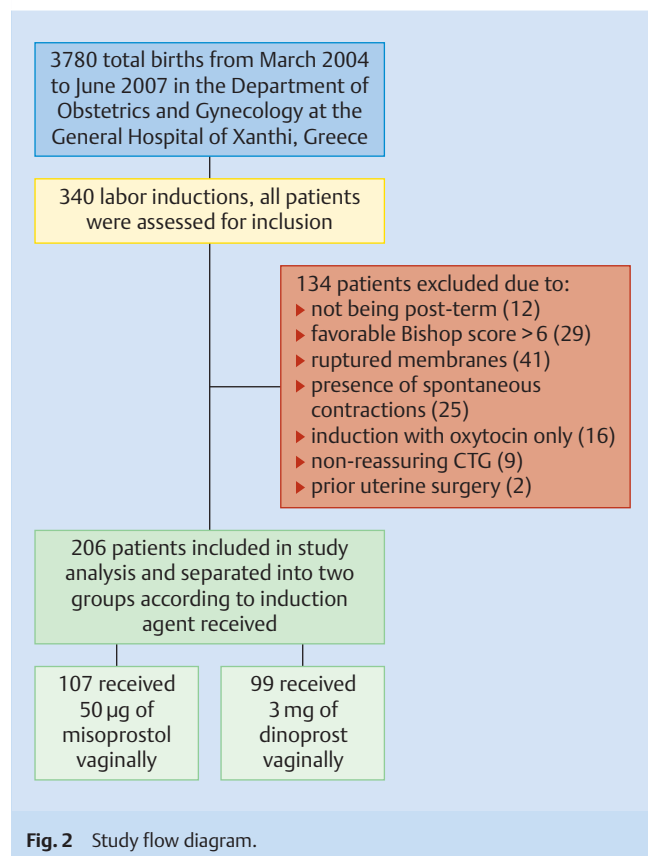 3780 total births from March 2004
to June 2007 in the Department of
Obstetrics and Gynecology at the
General Hospital of Xanthi, Greece
340 labor inductions, all patients
were assessed for inclusion
134 patients excluded due to:
▸ not being post-term (12)
▸ favorable Bishop score > 6 (29)
▸ ruptured membranes (41)
▸ presence of spontaneous
contractions (25)
▸ induction with oxytocin only (16)
▸ non-reassuring CTG (9)
▸ prior uterine surgery (2)
206 patients included in study
analysis and separated into two
groups according to induction
agent received
107 received
50 µg of
misoprostol
vaginally
99 received
3 mg of
dinoprost
vaginally
Fig. 2 Study flow diagram.